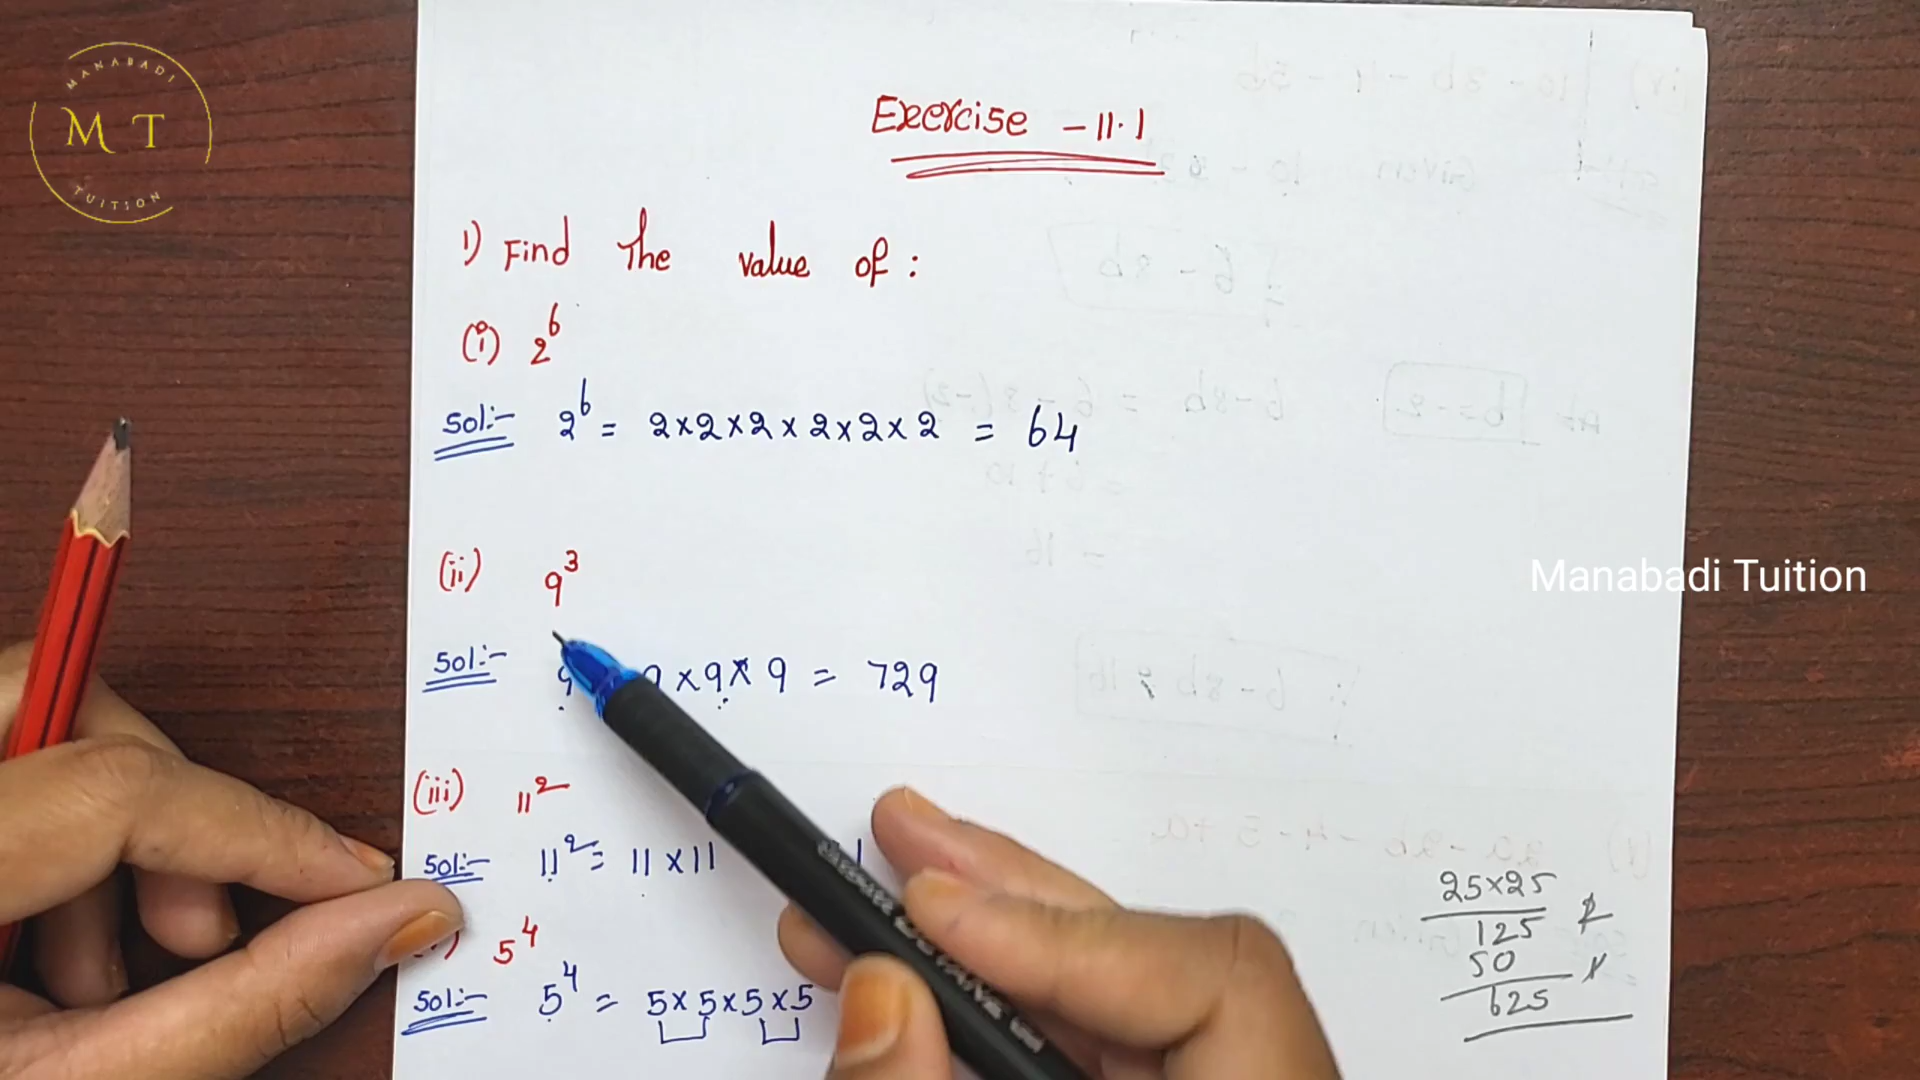 MANABADI
MT
TUITION
Exercise - 11.1
1) Find the value of :
(i) 2^6
Sol:- 2^6 = 2×2×2×2×2×2 = 64
(ii) 9^3
Manabadi Tuition
Sol:- 9 × 9 × 9 = 729
(iii) 11^2
Sol:- 11^2 = 11 × 11
5^4
Sol:- 5^4 = 5×5×5×5
25×25
125
50 ×
625